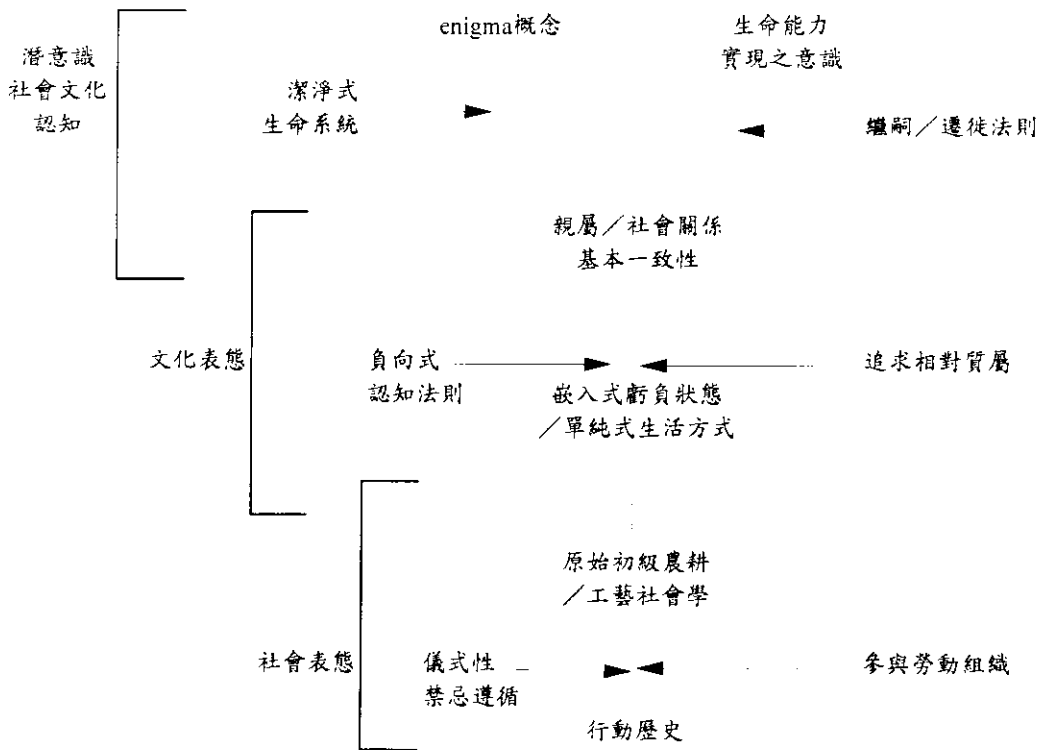 enigma概念
生命能力
實現之意識
潛意識
社會文化
認知
潔淨式
生命系統
繼嗣／遷徙法則
親屬／社會關係
基本一致性
文化表態
負向式
認知法則
追求相對質屬
嵌入式虧負狀態
／單純式生活方式
原始初級農耕
／工藝社會學
社會表態
儀式性
禁忌遵循
參與勞動組織
行動歷史